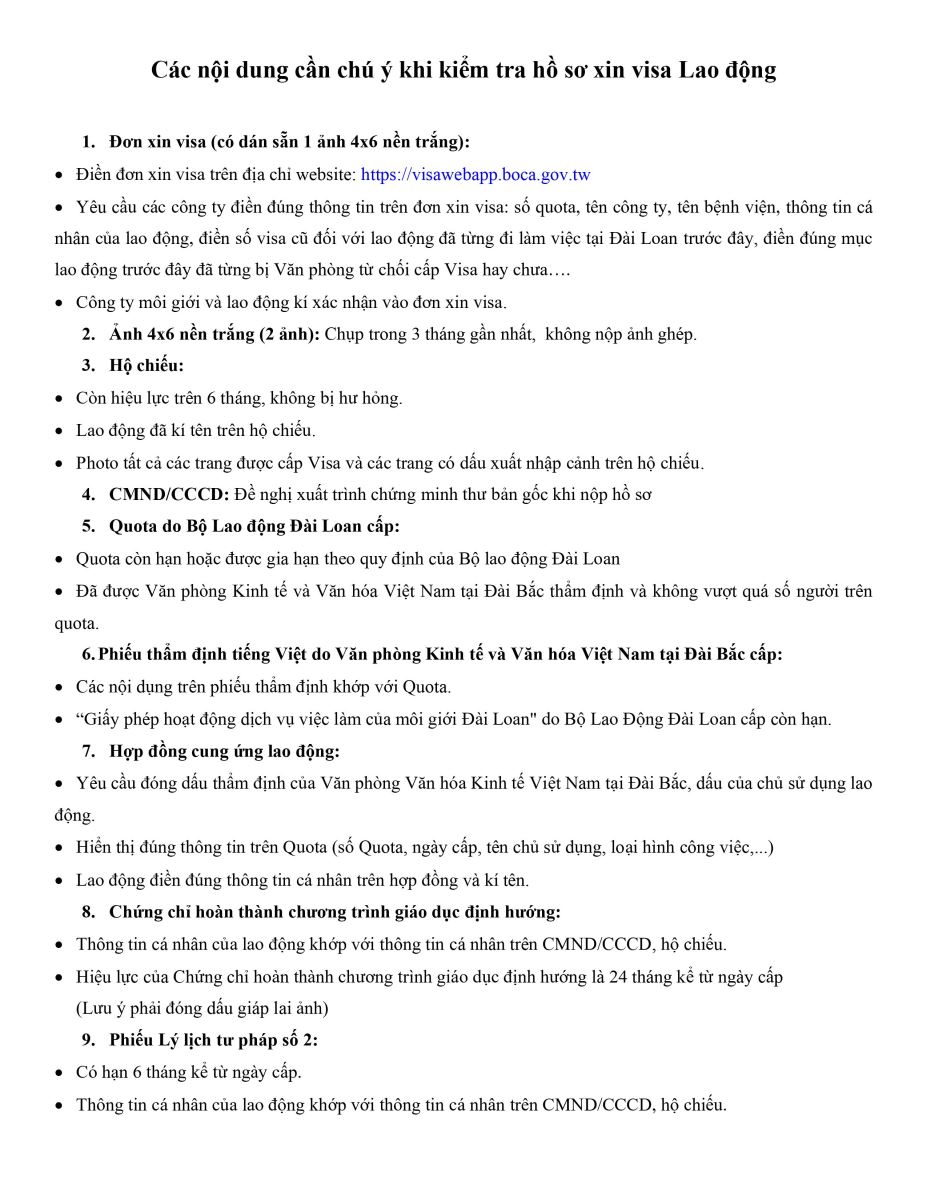 Các nội dung cần chú ý khi kiểm tra hồ sơ xin visa Lao động
1. Đơn xin visa (có dán sẵn 1 ảnh 4x6 nền trắng):
• Điền đơn xin visa trên địa chỉ website: https://visawebapp.boca.gov.tw
• Yêu cầu các công ty điền đúng thông tin trên đơn xin visa: số quota, tên công ty, tên bệnh viện, thông tin cá
nhân của lao động, điền số visa cũ đối với lao động đã từng đi làm việc tại Đài Loan trước đây, điền đúng mục
lao động trước đây đã từng bị Văn phòng từ chối cấp Visa hay chưa….
• Công ty môi giới và lao động kí xác nhận vào đơn xin visa.
2. Ảnh 4x6 nền trắng (2 ảnh): Chụp trong 3 tháng gần nhất, không nộp ảnh ghép.
3. Hộ chiếu:
• Còn hiệu lực trên 6 tháng, không bị hư hỏng.
• Lao động đã kí tên trên hộ chiếu.
• Photo tất cả các trang được cấp Visa và các trang có dấu xuất nhập cảnh trên hộ chiếu.
4. CMND/CCCD: Đề nghị xuất trình chứng minh thư bản gốc khi nộp hồ sơ
5. Quota do Bộ Lao động Đài Loan cấp:
• Quota còn hạn hoặc được gia hạn theo quy định của Bộ lao động Đài Loan
• Đã được Văn phòng Kinh tế và Văn hóa Việt Nam tại Đài Bắc thẩm định và không vượt quá số người trên
quota.
6. Phiếu thẩm định tiếng Việt do Văn phòng Kinh tế và Văn hóa Việt Nam tại Đài Bắc cấp:
• Các nội dụng trên phiếu thẩm định khớp với Quota.
• “Giấy phép hoạt động dịch vụ việc làm của môi giới Đài Loan" do Bộ Lao Động Đài Loan cấp còn hạn.
7. Hợp đồng cung ứng lao động:
• Yêu cầu đóng dấu thẩm định của Văn phòng Văn hóa Kinh tế Việt Nam tại Đài Bắc, dấu của chủ sử dụng lao
động.
• Hiển thị đúng thông tin trên Quota (số Quota, ngày cấp, tên chủ sử dụng, loại hình công việc,...)
• Lao động điền đúng thông tin cá nhân trên hợp đồng và kí tên.
8. Chứng chỉ hoàn thành chương trình giáo dục định hướng:
• Thông tin cá nhân của lao động khớp với thông tin cá nhân trên CMND/CCCD, hộ chiếu.
• Hiệu lực của Chứng chỉ hoàn thành chương trình giáo dục định hướng là 24 tháng kể từ ngày cấp
(Lưu ý phải đóng dấu giáp lai ảnh)
9. Phiếu Lý lịch tư pháp số 2:
• Có hạn 6 tháng kể từ ngày cấp.
• Thông tin cá nhân của lao động khớp với thông tin cá nhân trên CMND/CCCD, hộ chiếu.